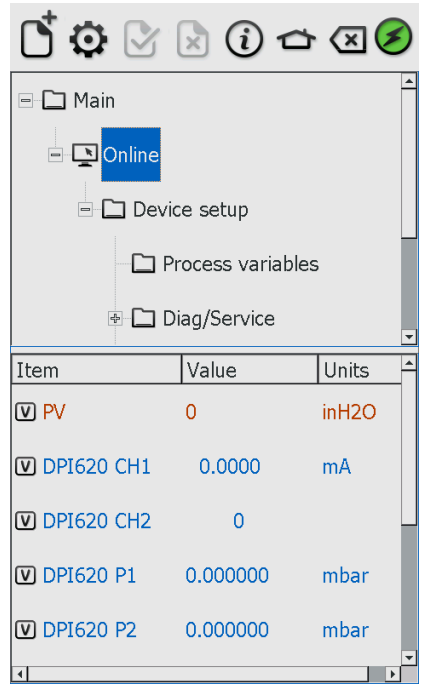 Main
Online
Device setup
Process variables
Diag/Service
Item Value Units
V PV 0 inH2O
V DPI620 CH1 0.0000 mA
V DPI620 CH2 0
V DPI620 P1 0.000000 mbar
V DPI620 P2 0.000000 mbar